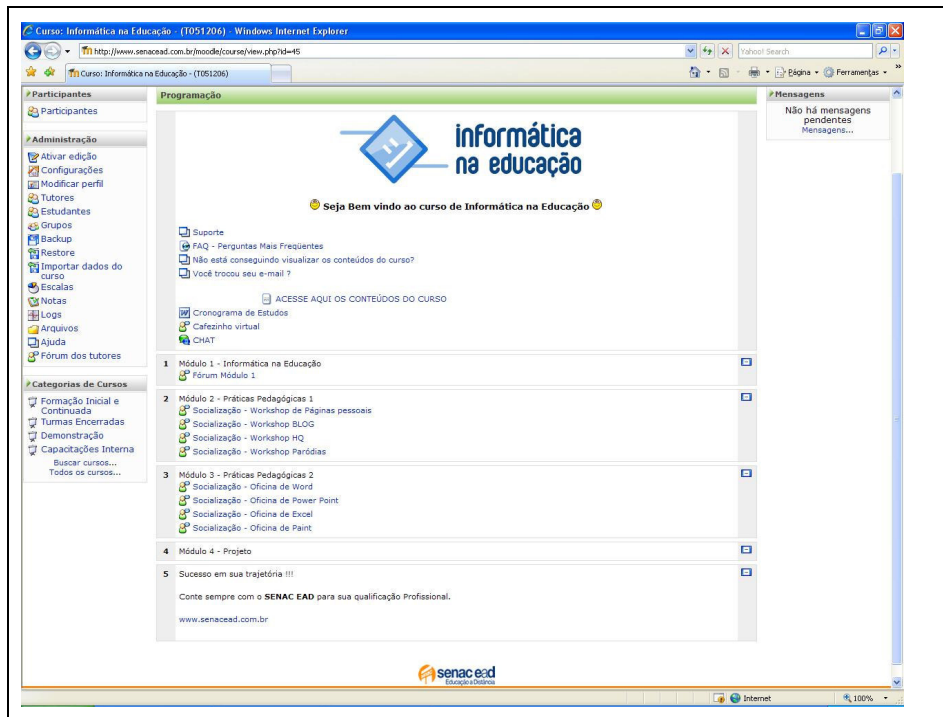 Curso: Informática na Educação - (T051206) - Windows Internet Explorer
http://www.senacead.com.br/moodle/course/view.php?id=45
Yahoo! Search
Curso: Informática na Educação - (T051206)
Página
Ferramentas
Participantes
Participantes
Administração
Ativar edição
Configurações
Modificar perfil
Tutores
Estudantes
Grupos
Backup
Restore
Importar dados do
curso
Escalas
Notas
Logs
Arquivos
Ajuda
Fórum dos tutores
Categorias de Cursos
Formação Inicial e
Continuada
Turmas Encerradas
Demonstração
Capacitações Interna
Buscar cursos...
Todos os cursos...
Programação
informática
na educação
Seja Bem vindo ao curso de Informática na Educação
Suporte
FAQ - Perguntas Mais Freqüentes
Não está conseguindo visualizar os conteúdos do curso?
Você trocou seu e-mail ?
ACESSE AQUI OS CONTEÚDOS DO CURSO
Cronograma de Estudos
Cafezinho virtual
CHAT
1 Módulo 1 - Informática na Educação
Fórum Módulo 1
2 Módulo 2 - Práticas Pedagógicas 1
Socialização - Workshop de Páginas pessoais
Socialização - Workshop BLOG
Socialização - Workshop HQ
Socialização - Workshop Paródias
3 Módulo 3 - Práticas Pedagógicas 2
Socialização - Oficina de Word
Socialização - Oficina de Power Point
Socialização - Oficina de Excel
Socialização - Oficina de Paint
4 Módulo 4 - Projeto
5 Sucesso em sua trajetória !!!
Conte sempre com o SENAC EAD para sua qualificação Profissional.
www.senacead.com.br
senac ead
Educação a Distância
Mensagens
Não há mensagens
pendentes
Mensagens...
Internet
100%